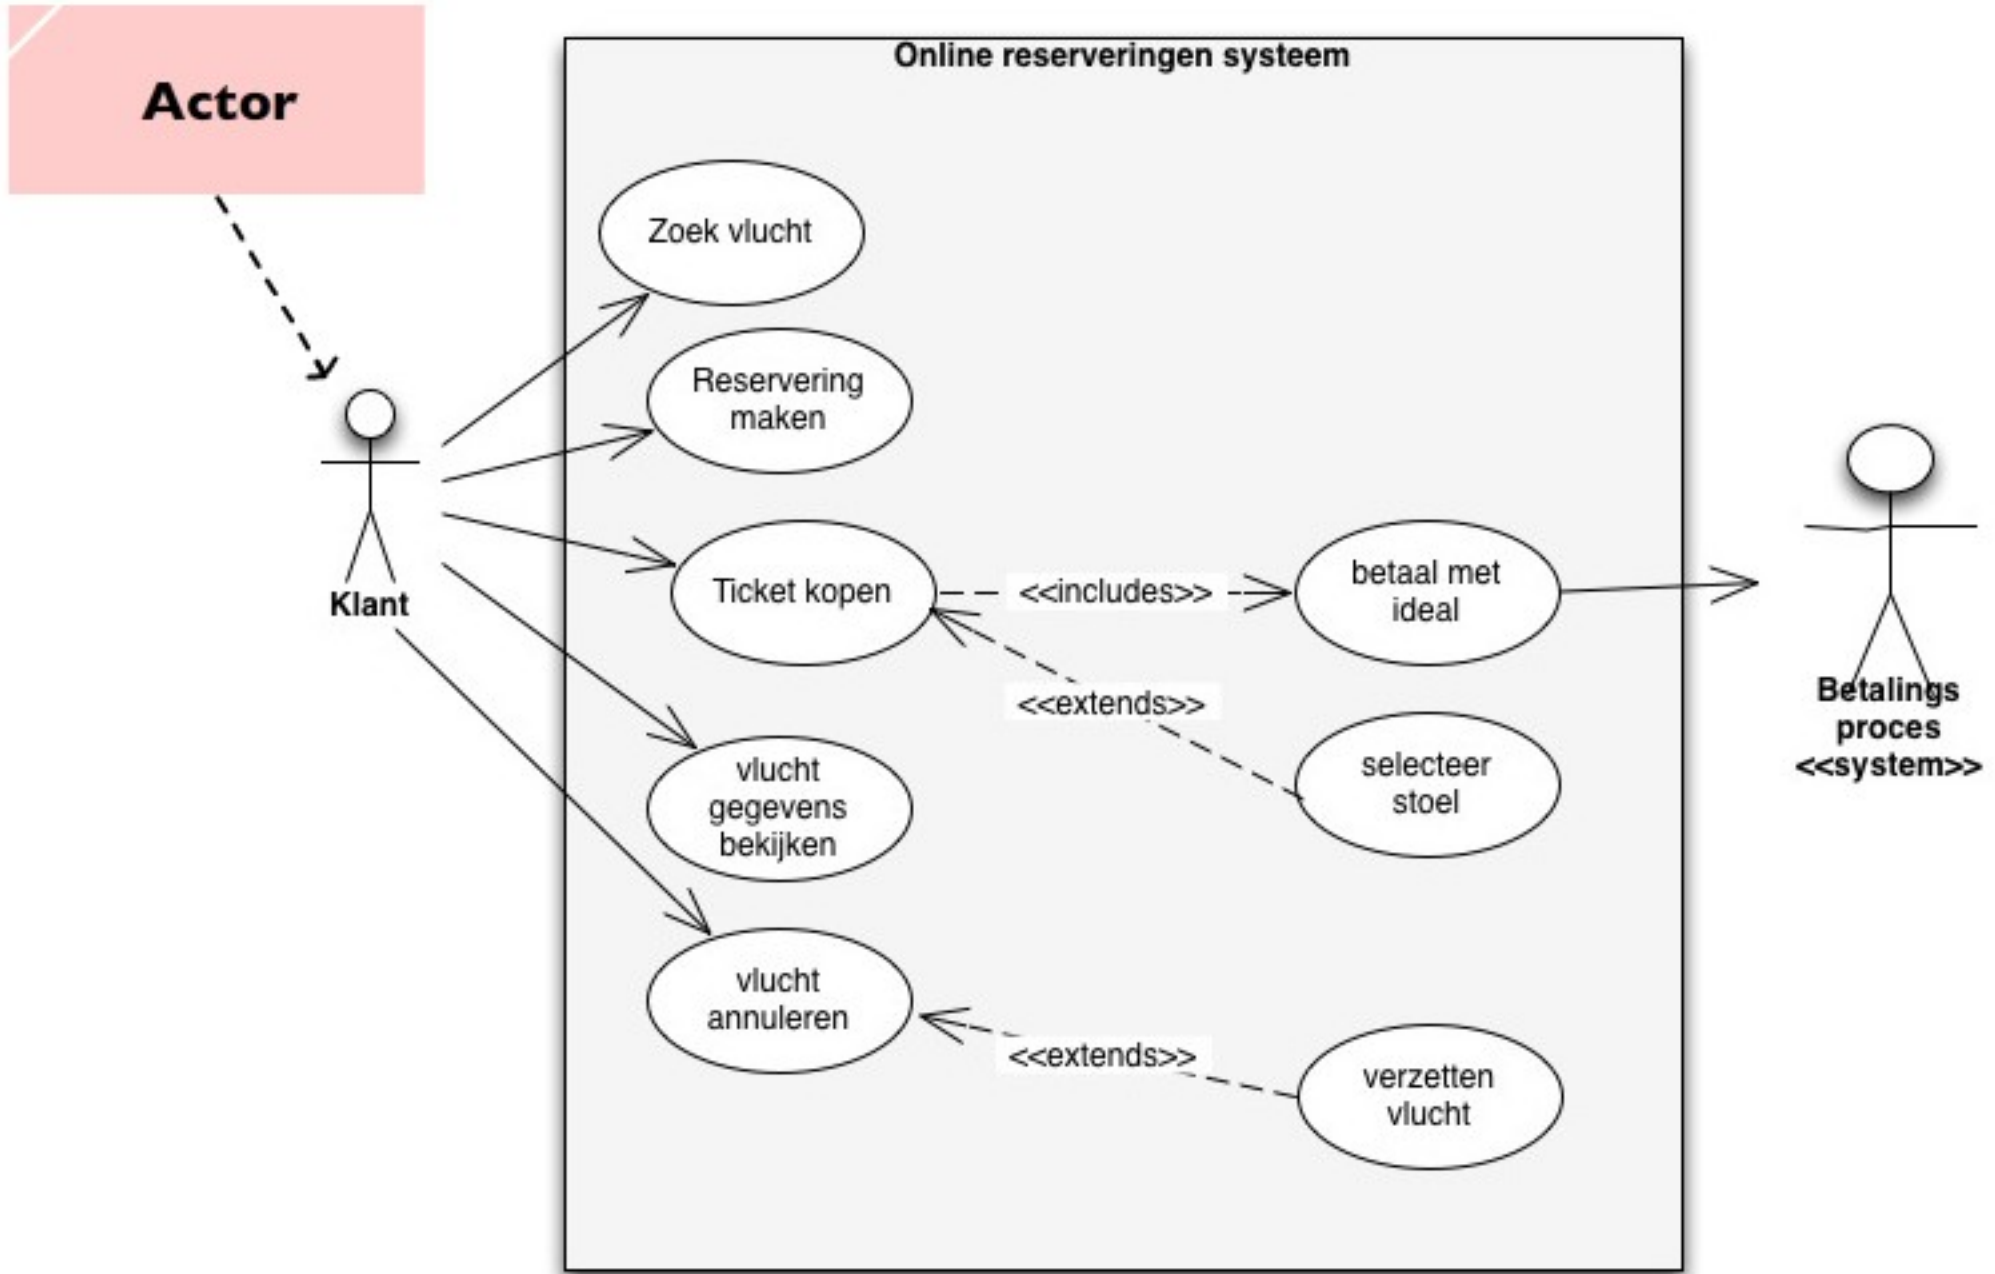 Actor
Online reserveringen systeem
Zoek vlucht
Reservering
maken
Klant
Ticket kopen
<<includes>>
betaal met
ideal
<<extends>>
selecteer
stoel
Betalings
proces
<<system>>
vlucht
gegevens
bekijken
vlucht
annuleren
<<extends>>
verzetten
vlucht